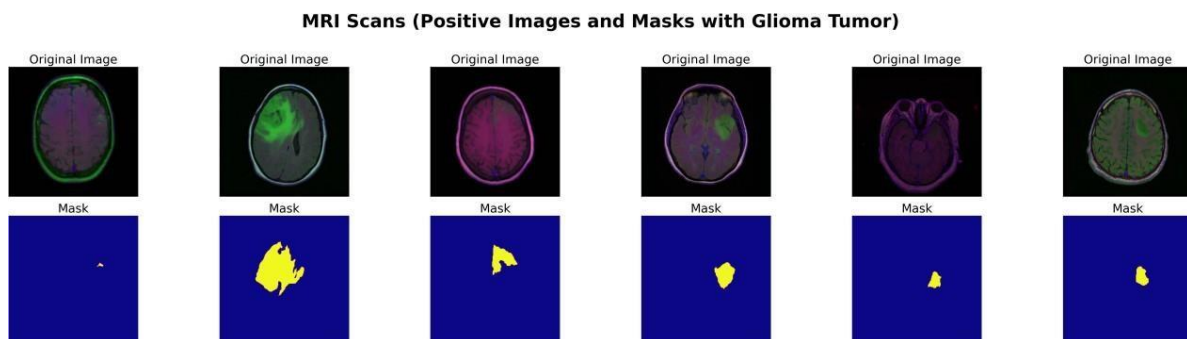 MRI Scans (Positive Images and Masks with Glioma Tumor)
Original Image Original Image Original Image Original Image Original Image Original Image
Mask Mask Mask Mask Mask Mask